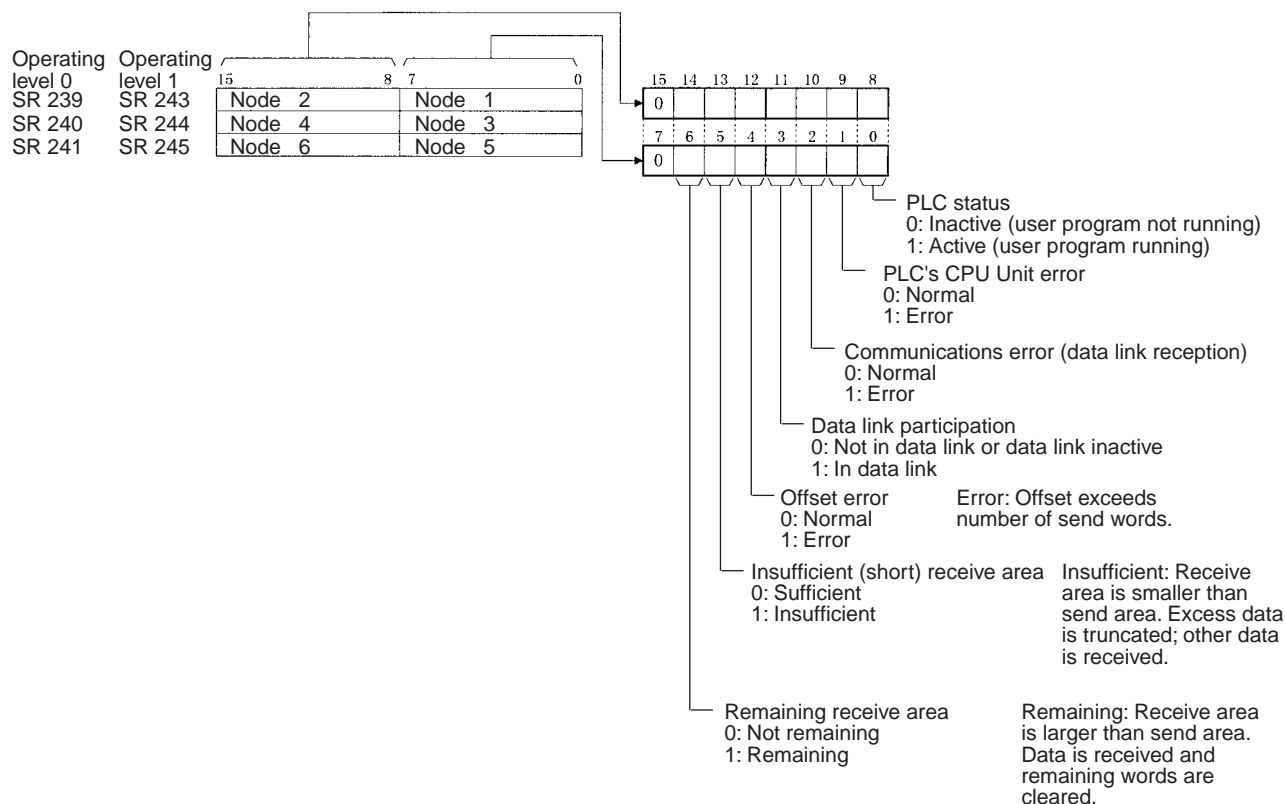 Operating Operating
level 0 level 1 15 8 7 0
SR 239 SR 243 Node 2 Node 1
SR 240 SR 244 Node 4 Node 3
SR 241 SR 245 Node 6 Node 5
15 14 13 12 11 10 9 8
0
7 6 5 4 3 2 1 0
0
PLC status
0: Inactive (user program not running)
1: Active (user program running)
PLC's CPU Unit error
0: Normal
1: Error
Communications error (data link reception)
0: Normal
1: Error
Data link participation
0: Not in data link or data link inactive
1: In data link
Offset error
0: Normal
1: Error
Error: Offset exceeds
number of send words.
Insufficient (short) receive area
0: Sufficient
1: Insufficient
Insufficient: Receive
area is smaller than
send area. Excess data
is truncated; other data
is received.
Remaining receive area
0: Not remaining
1: Remaining
Remaining: Receive area
is larger than send area.
Data is received and
remaining words are
cleared.